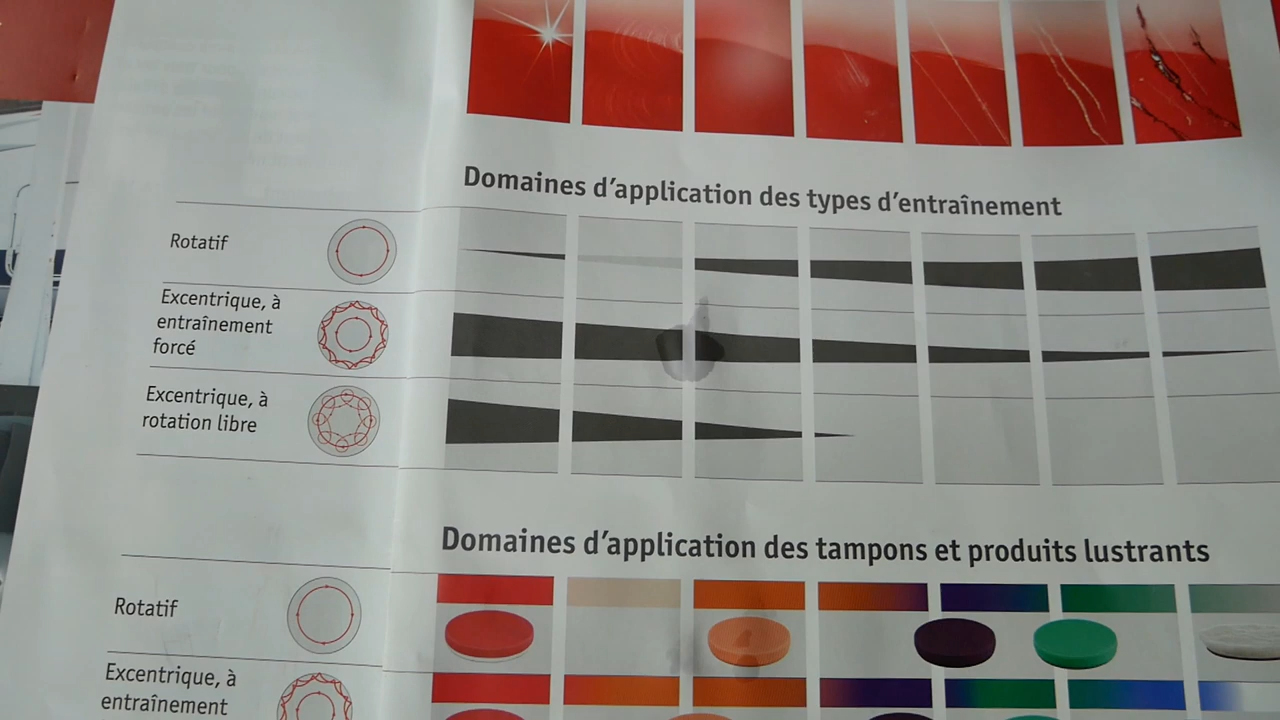 Domaines d'application des types d'entraînement
Rotatif
Excentrique, à
entraînement
forcé
Excentrique, à
rotation libre
Domaines d'application des tampons et produits lustrants
Rotatif
Excentrique, à
entraînement